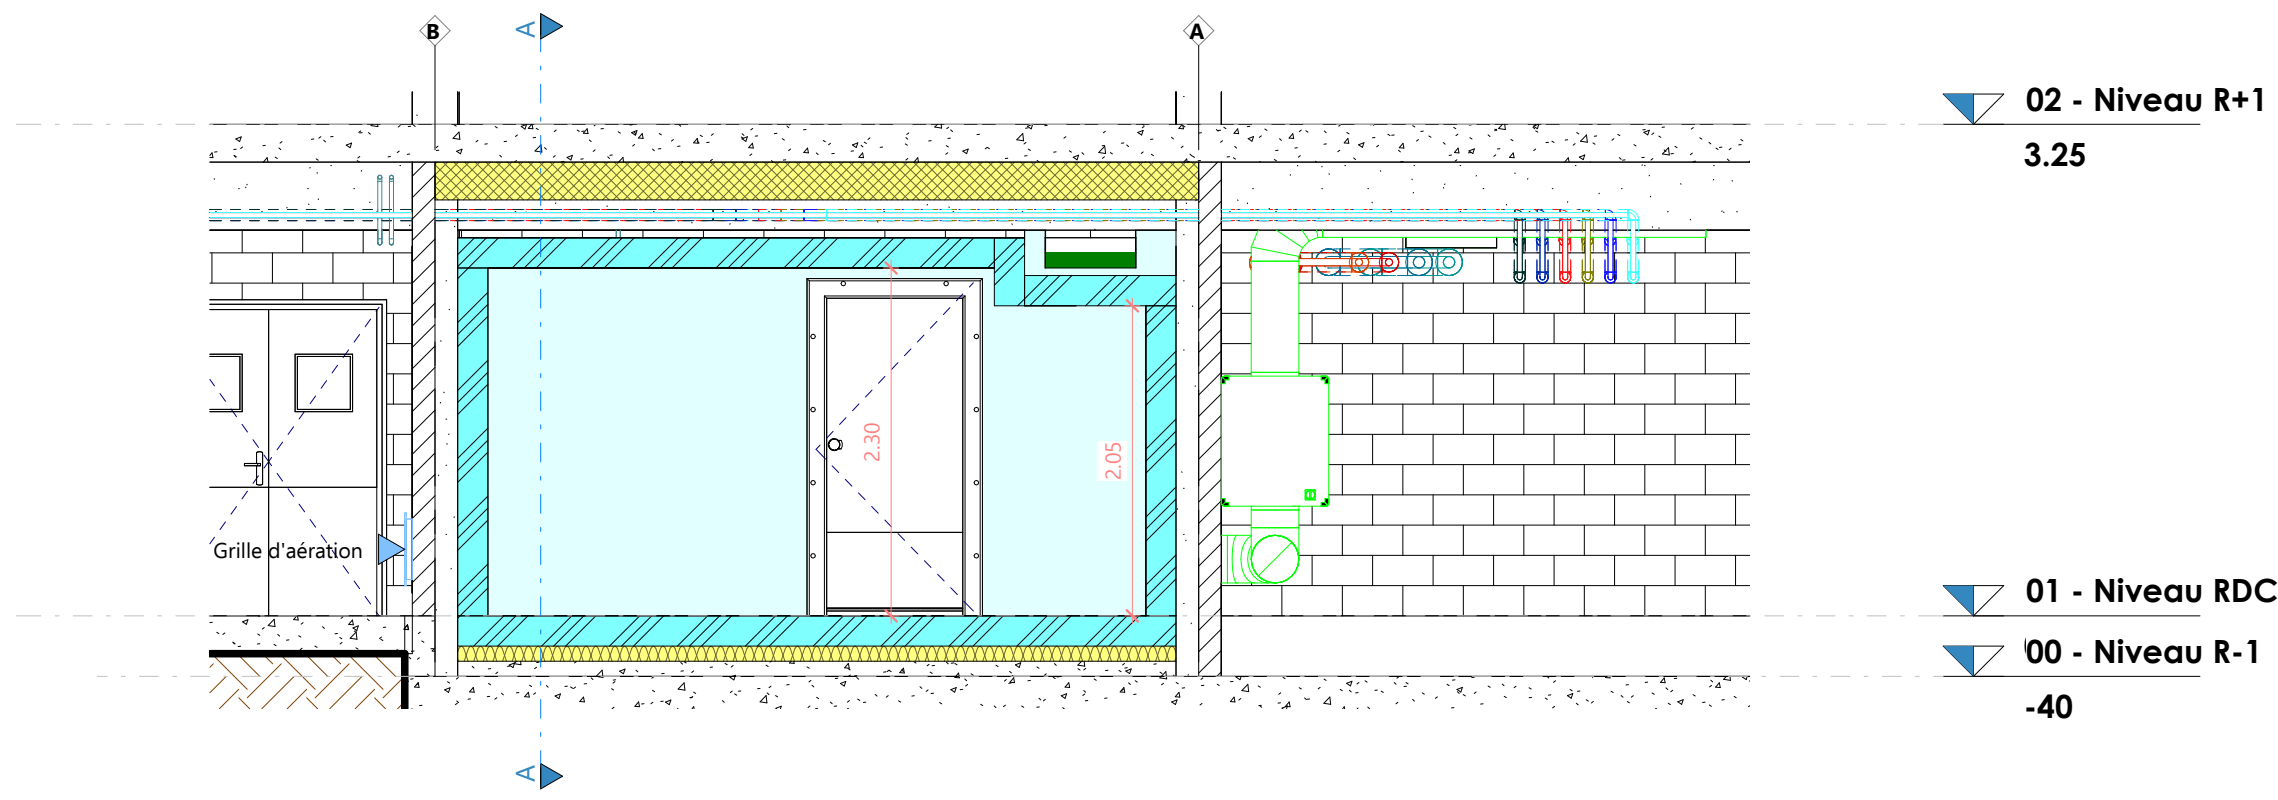 B
A
A
02 - Niveau R+1
3.25
2.30
2.05
Grille d'aération
01 - Niveau RDC
00 - Niveau R-1
-40
A